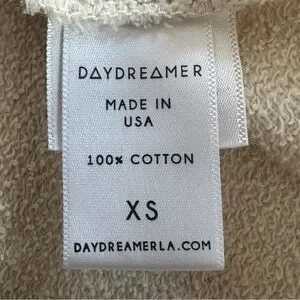 DAYDREAMER
MADE IN
USA
100% COTTON
XS
DAYDREAMERLA.COM